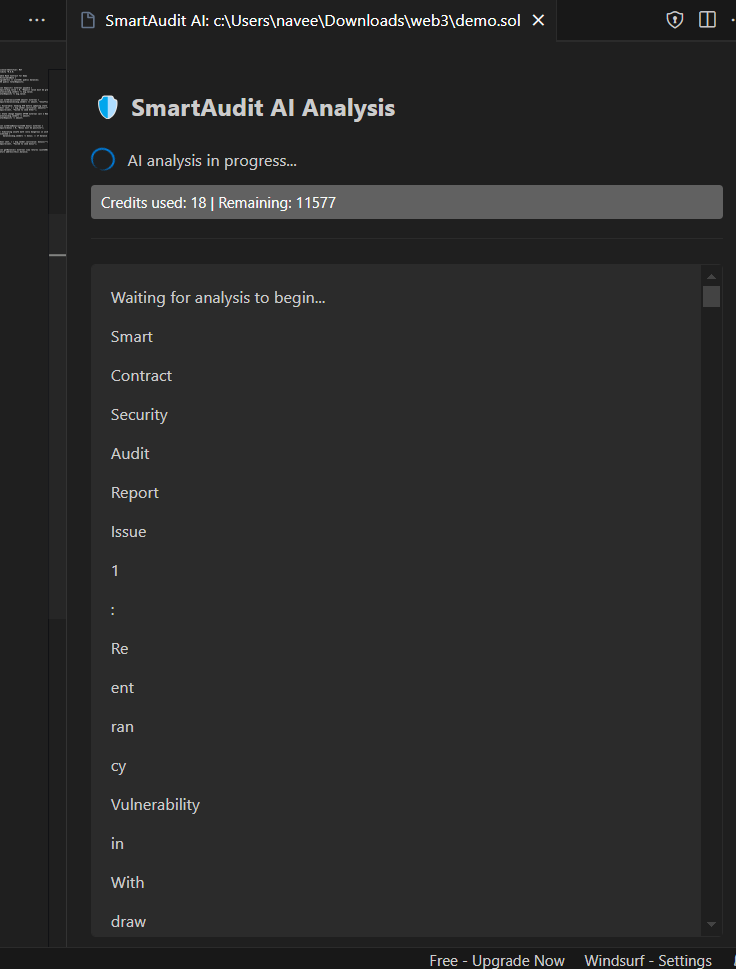 SmartAudit AI: c:\Users\navee\Downloads\web3\demo.sol
SmartAudit AI Analysis
AI analysis in progress...
Credits used: 18 | Remaining: 11577
Waiting for analysis to begin...
Smart
Contract
Security
Audit
Report
Issue
1
:
Re
ent
ran
cy
Vulnerability
in
With
draw
Free - Upgrade Now Windsurf - Settings